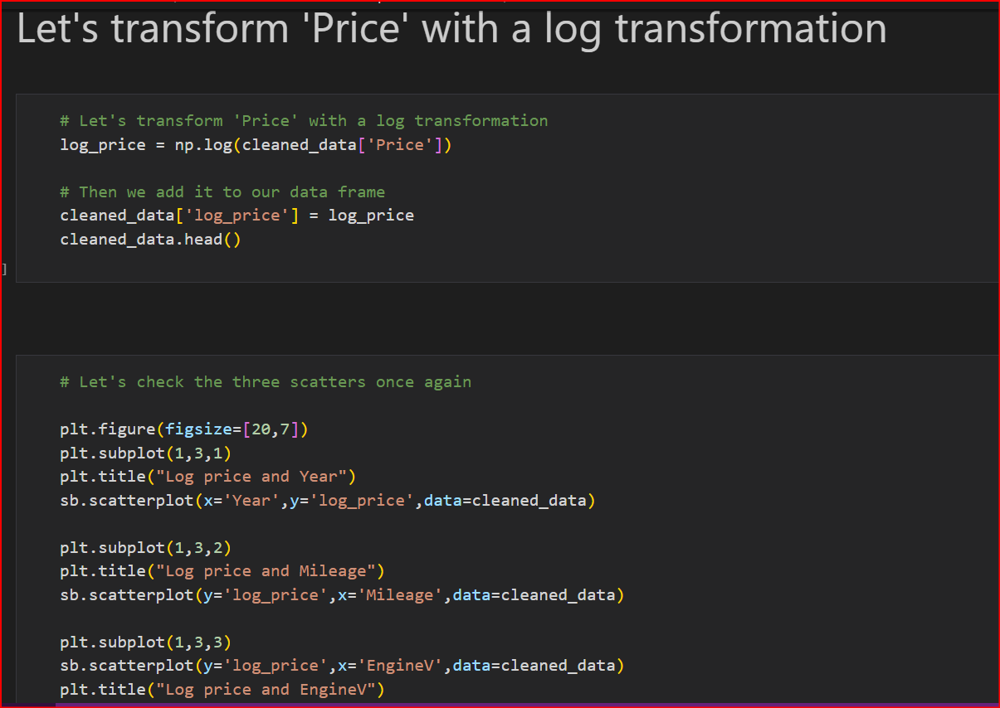 Let's transform 'Price' with a log transformation
# Let's transform 'Price' with a log transformation
log_price = np.log(cleaned_data['Price'])
# Then we add it to our data frame
cleaned_data['log_price'] = log_price
cleaned_data.head()
]
# Let's check the three scatters once again
plt.figure(figsize=[20,7])
plt.subplot(1,3,1)
plt.title("Log price and Year")
sb.scatterplot(x='Year',y='log_price',data=cleaned_data)
plt.subplot(1,3,2)
plt.title("Log price and Mileage")
sb.scatterplot(y='log_price',x='Mileage',data=cleaned_data)
plt.subplot(1,3,3)
sb.scatterplot(y='log_price',x='EngineV',data=cleaned_data)
plt.title("Log price and EngineV")